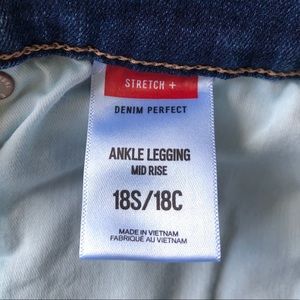 STRETCH +
DENIM PERFECT
ANKLE LEGGING
MID RISE
18S/18C
MADE IN VIETNAM
FABRIQUÉ AU VIETNAM